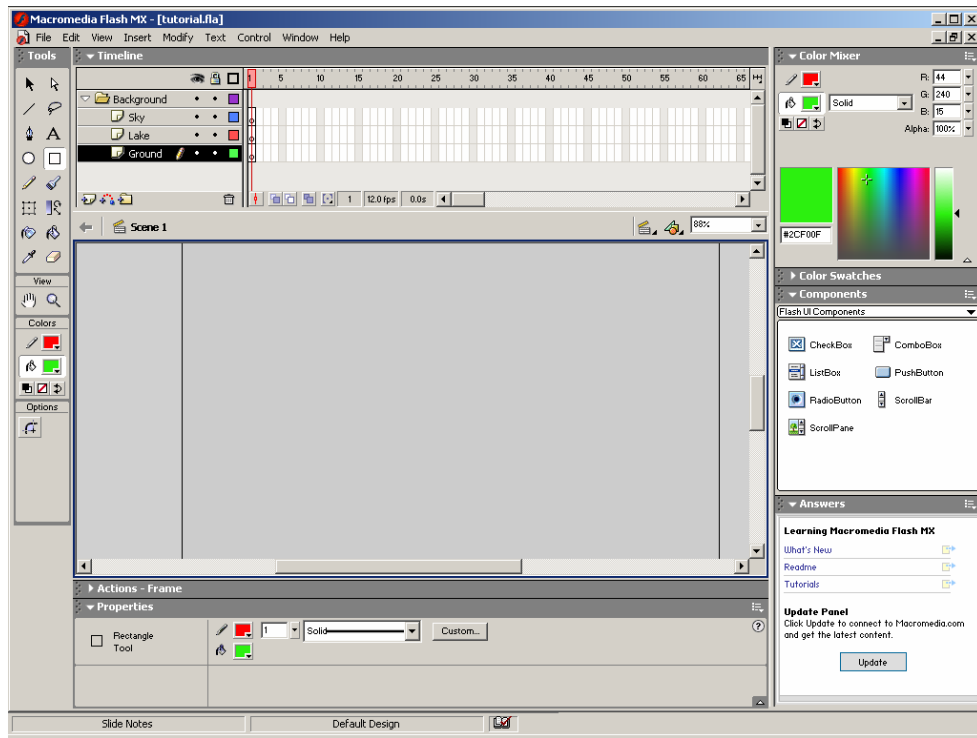 Macromedia Flash MX - [tutorial.fla]
File Edit View Insert Modify Text Control Window Help
Tools
Timeline
1 5 10 15 20 25 30 35 40 45 50 55 60 65
Background
Sky
Lake
Ground
1 12.0 fps 0.0s
Scene 1
88%
View
Colors
Options
Actions - Frame
Properties
Rectangle
Tool
1 Solid Custom...
Color Mixer
R: 44
G: 240
Solid
B: 15
Alpha: 100%
#2CF00F
Color Swatches
Components
Flash UI Components
CheckBox ComboBox
ListBox PushButton
RadioButton ScrollBar
ScrollPane
Answers
Learning Macromedia Flash MX
What's New
Readme
Tutorials
Update Panel
Click Update to connect to Macromedia.com
and get the latest content.
Update
Slide Notes Default Design